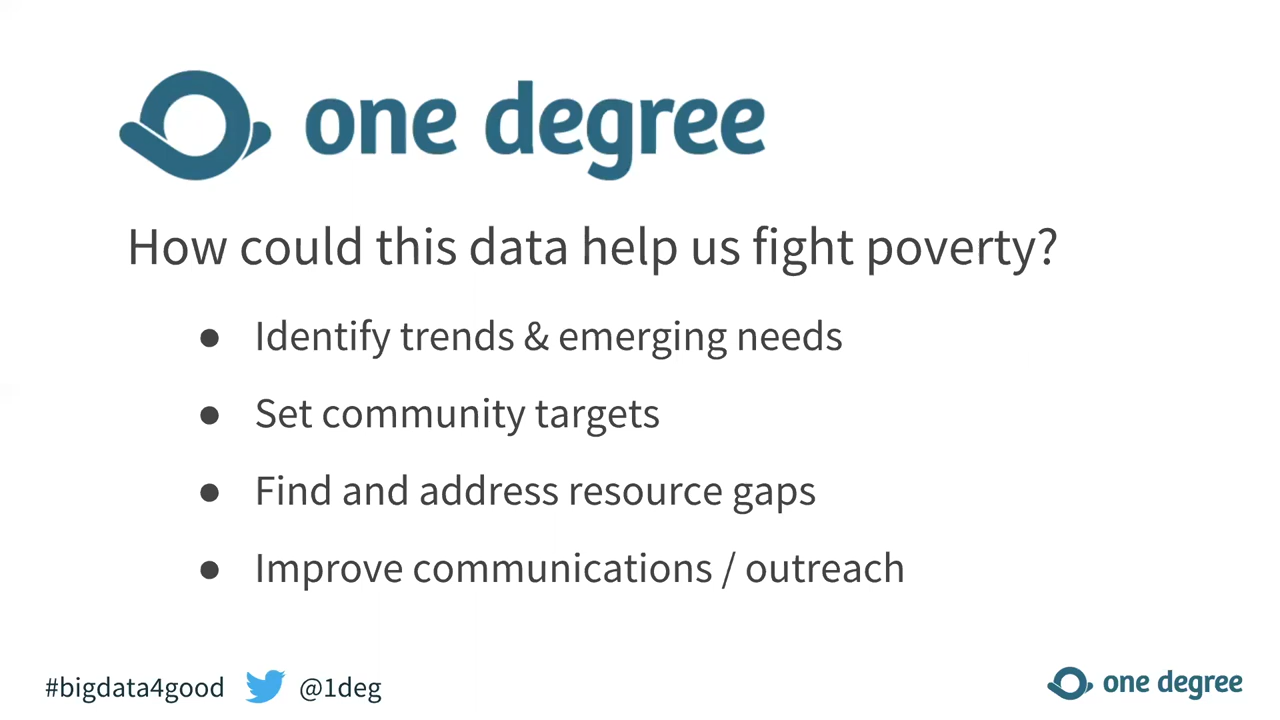 one degree
How could this data help us fight poverty?
● Identify trends & emerging needs
● Set community targets
● Find and address resource gaps
● Improve communications / outreach
#bigdata4good @1deg
one degree